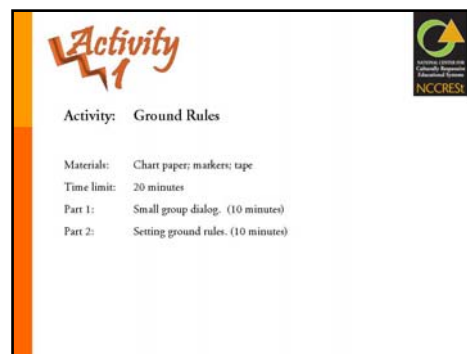 Activity
1
NATIONAL CENTER FOR
Culturally Responsive
Educational Systems
NCCRESt
Activity: Ground Rules
Materials: Chart paper; markers; tape
Time limit: 20 minutes
Part 1: Small group dialog. (10 minutes)
Part 2: Setting ground rules. (10 minutes)